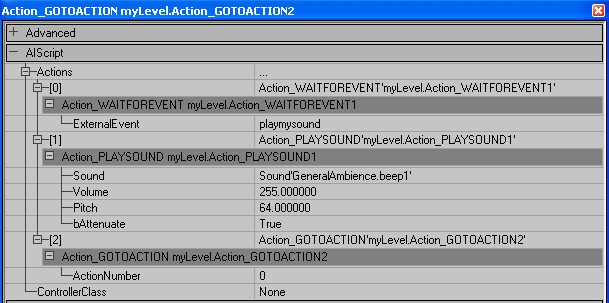 Action_GOTOACTION myLevel.Action_GOTOACTION2
Advanced
AIScript
Actions ...
[0] Action_WAITFOREVENT'myLevel.Action_WAITFOREVENT1'
Action_WAITFOREVENT myLevel.Action_WAITFOREVENT1
ExternalEvent playmysound
[1] Action_PLAYSOUND'myLevel.Action_PLAYSOUND1'
Action_PLAYSOUND myLevel.Action_PLAYSOUND1
Sound Sound'GeneralAmbience.beep1'
Volume 255.000000
Pitch 64.000000
bAttenuate True
[2] Action_GOTOACTION'myLevel.Action_GOTOACTION2'
Action_GOTOACTION myLevel.Action_GOTOACTION2
ActionNumber 0
ControllerClass None